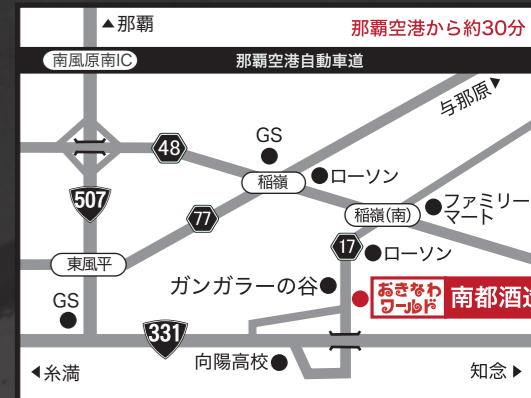 ▲那覇
那覇空港から約30分
南風原南IC
那覇空港自動車道
与那原▶
GS
48
稲嶺
ローソン
507
77
稲嶺(南)
ファミリー
マート
17
ローソン
東風平
ガンガラーの谷
おきなわ
ワールド
南都酒造
GS
331
向陽高校
◀糸満
知念▶